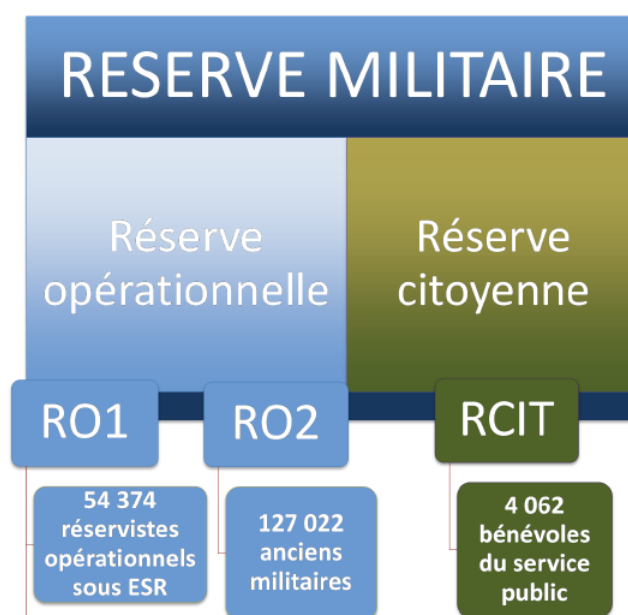 RESERVE MILITAIRE
Réserve
opérationnelle
Réserve
citoyenne
RO1
RO2
RCIT
54 374
réservistes
opérationnels
sous ESR
127 022
anciens
militaires
4 062
bénévoles
du service
public